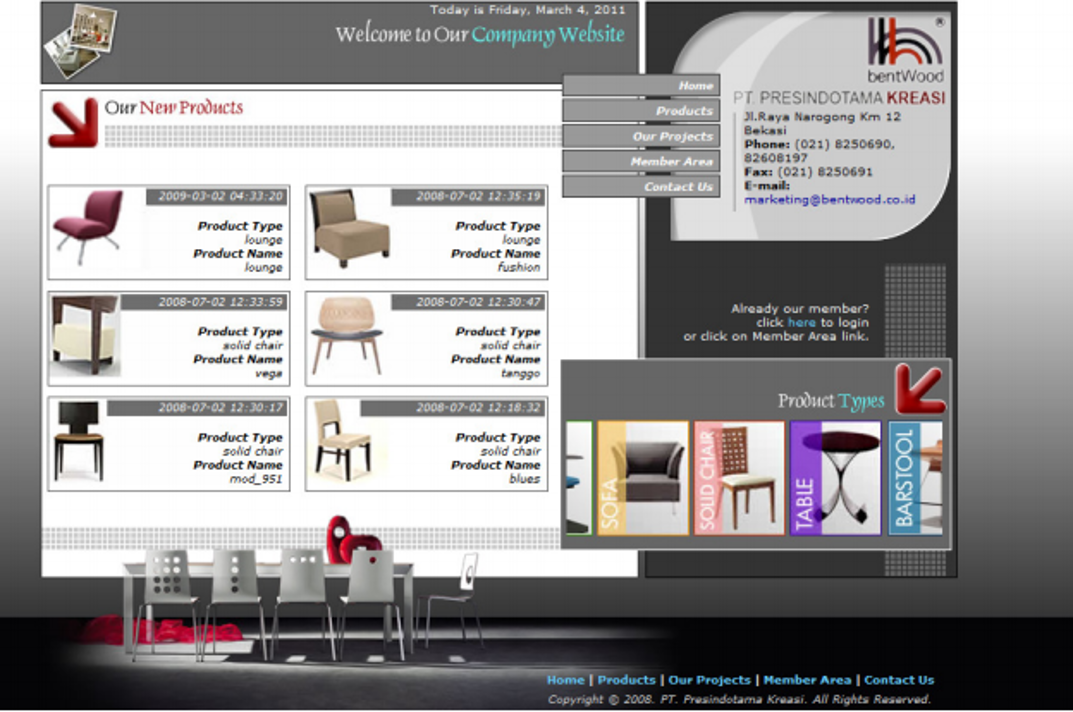 Today is Friday, March 4, 2011
Welcome to Our Company Website
Our New Products
Home
Products
Our Projects
Member Area
Contact Us
®
bentWood
PT. PRESINDOTAMA KREASI
Jl.Raya Narogong Km 12
Bekasi
Phone: (021) 8250690,
82608197
Fax: (021) 8250691
E-mail:
marketing@bentwood.co.id
2009-03-02 04:33:20
Product Type
lounge
Product Name
lounge
2008-07-02 12:35:19
Product Type
lounge
Product Name
fushion
2008-07-02 12:33:59
Product Type
solid chair
Product Name
vega
2008-07-02 12:30:47
Product Type
solid chair
Product Name
tanggo
2008-07-02 12:30:17
Product Type
solid chair
Product Name
mod_951
2008-07-02 12:18:32
Product Type
solid chair
Product Name
blues
Already our member?
click here to login
or click on Member Area link.
Product Types
SOFA
SOLID CHAIR
TABLE
BARSTOOL
Home | Products | Our Projects | Member Area | Contact Us
Copyright © 2008. PT. Presindotama Kreasi. All Rights Reserved.